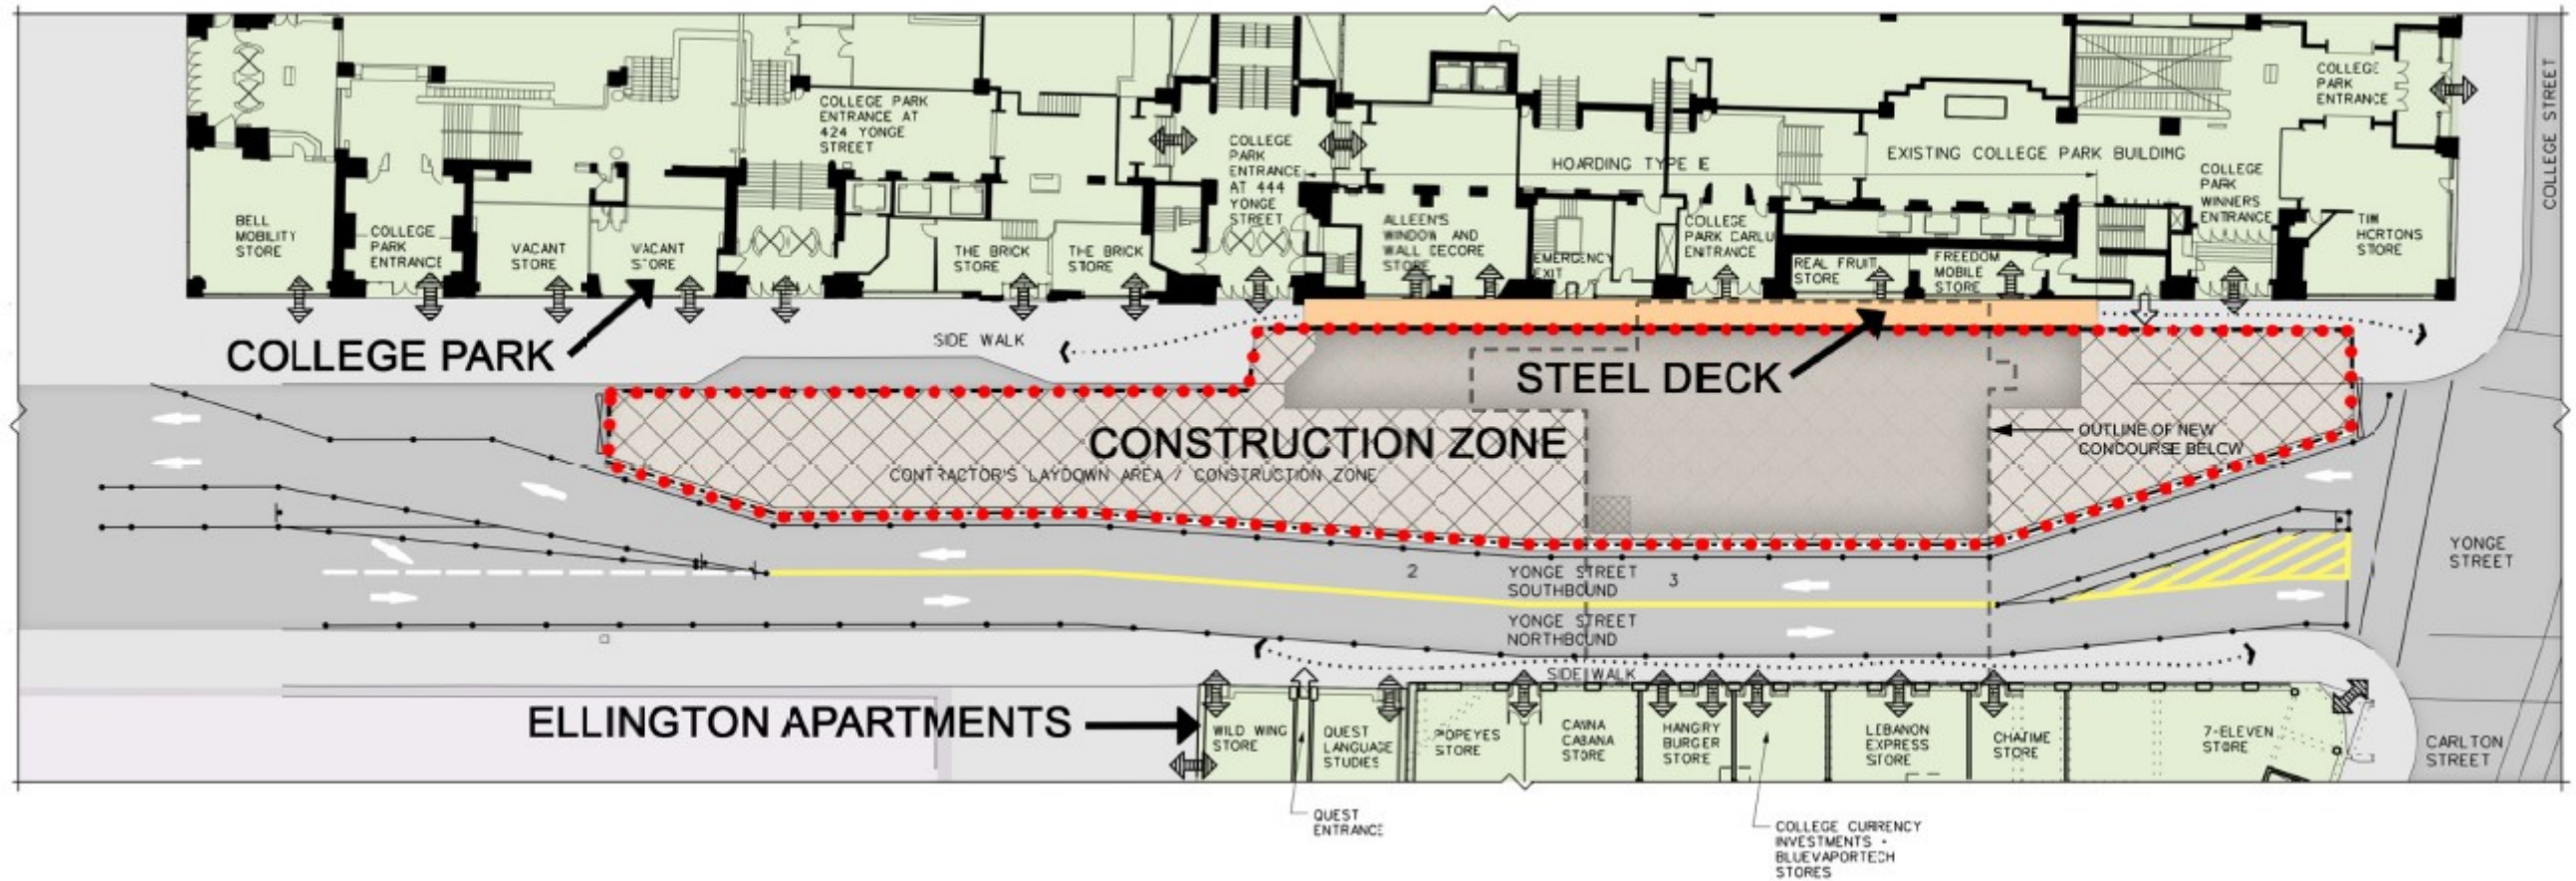 COLLEGE PARK
ENTRANCE AT
424 YONGE
STREET
COLLEGE
PARK
ENTRANCE
AT 444
YONGE
STREET
HOARDING TYPE IE
EXISTING COLLEGE PARK BUILDING
COLLEGE
PARK
ENTRANCE
COLLEGE STREET
BELL
MOBILITY
STORE
COLLEGE
PARK
ENTRANCE
VACANT
STORE
VACANT
STORE
THE BRICK
STORE
THE BRICK
STORE
ALLEEN'S
WINDOW AND
WALL DECORE
STORE
EMERGENCY
EXIT
COLLEGE
PARK CARLU
ENTRANCE
REAL FRUIT
STORE
FREEDOM
MOBILE
STORE
COLLEGE
PARK
WINNERS
ENTRANCE
TIM
HORTONS
STORE
COLLEGE PARK
SIDE WALK
STEEL DECK
CONSTRUCTION ZONE
CONTRACTOR'S LAYDOWN AREA / CONSTRUCTION ZONE
OUTLINE OF NEW
CONCOURSE BELOW
2
YONGE STREET
SOUTHBOUND
3
YONGE STREET
NORTHBOUND
YONGE
STREET
SIDE WALK
ELLINGTON APARTMENTS
WILD WING
STORE
QUEST
LANGUAGE
STUDIES
POPEYES
STORE
CANNA
CABANA
STORE
HANGRY
BURGER
STORE
LEBANON
EXPRESS
STORE
CHATIME
STORE
7-ELEVEN
STORE
CARLTON
STREET
QUEST
ENTRANCE
COLLEGE CURRENCY
INVESTMENTS -
BLUEVAPORTECH
STORES